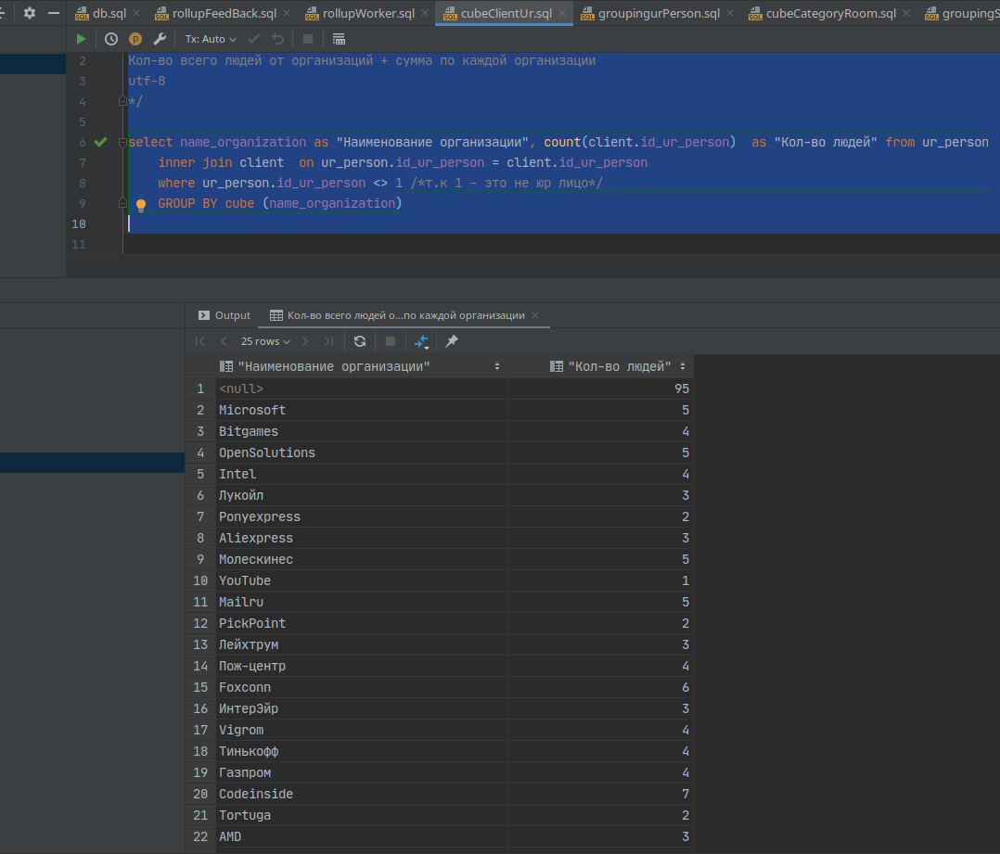 db.sql rollupFeedBack.sql rollupWorker.sql cubeClientUr.sql groupingurPerson.sql cubeCategoryRoom.sql groupingS
Tx: Auto
2 Кол-во всего людей от организаций + сумма по каждой организации
3 utf-8
4 */
5
6 select name_organization as "Наименование организации", count(client.id_ur_person) as "Кол-во людей" from ur_person
7 inner join client on ur_person.id_ur_person = client.id_ur_person
8 where ur_person.id_ur_person <> 1 /*т.к 1 - это не юр лицо*/
9 GROUP BY cube (name_organization)
10
11
Output Кол-во всего людей о...по каждой организации
25 rows
"Наименование организации" "Кол-во людей"
1 <null> 95
2 Microsoft 5
3 Bitgames 4
4 OpenSolutions 5
5 Intel 4
6 Лукойл 3
7 Ponyexpress 2
8 Aliexpress 3
9 Молескинес 5
10 YouTube 1
11 Mailru 5
12 PickPoint 2
13 Лейхтрум 3
14 Пож-центр 4
15 Foxconn 6
16 ИнтерЭйр 3
17 Vigrom 4
18 Тинькофф 4
19 Газпром 4
20 Codeinside 7
21 Tortuga 2
22 AMD 3